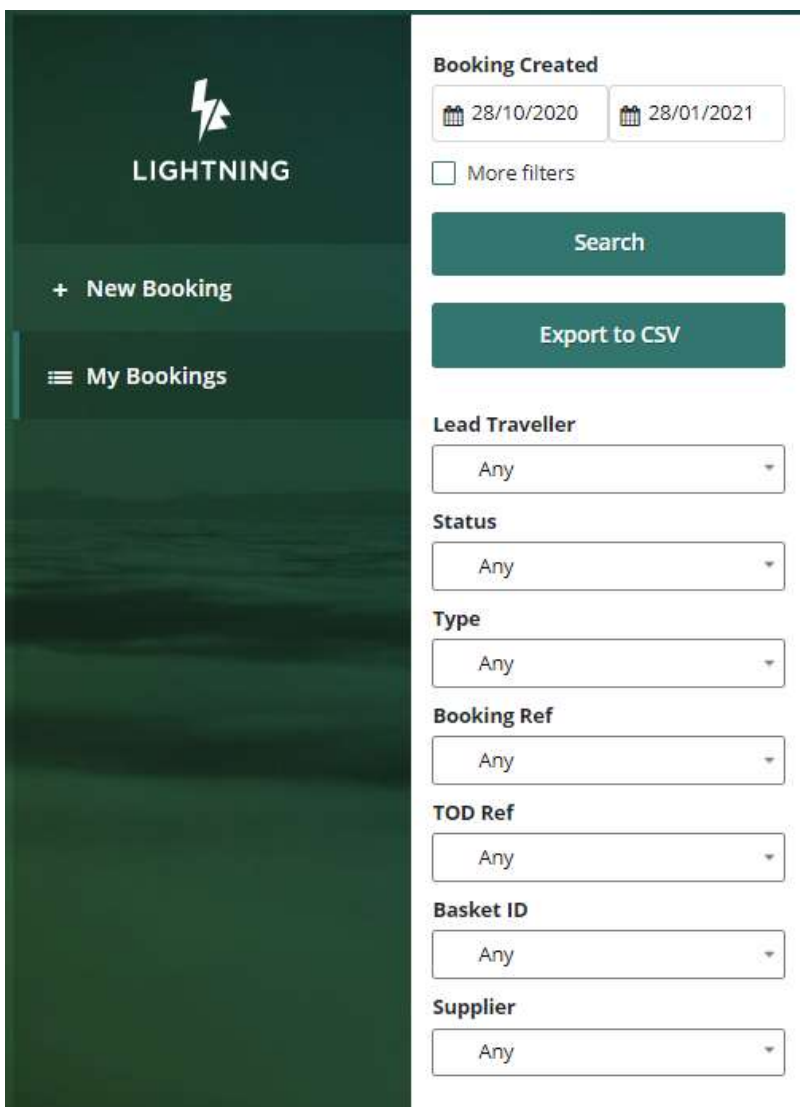 LIGHTNING
+ New Booking
My Bookings
Booking Created
28/10/2020 28/01/2021
More filters
Search
Export to CSV
Lead Traveller
Any
Status
Any
Type
Any
Booking Ref
Any
TOD Ref
Any
Basket ID
Any
Supplier
Any